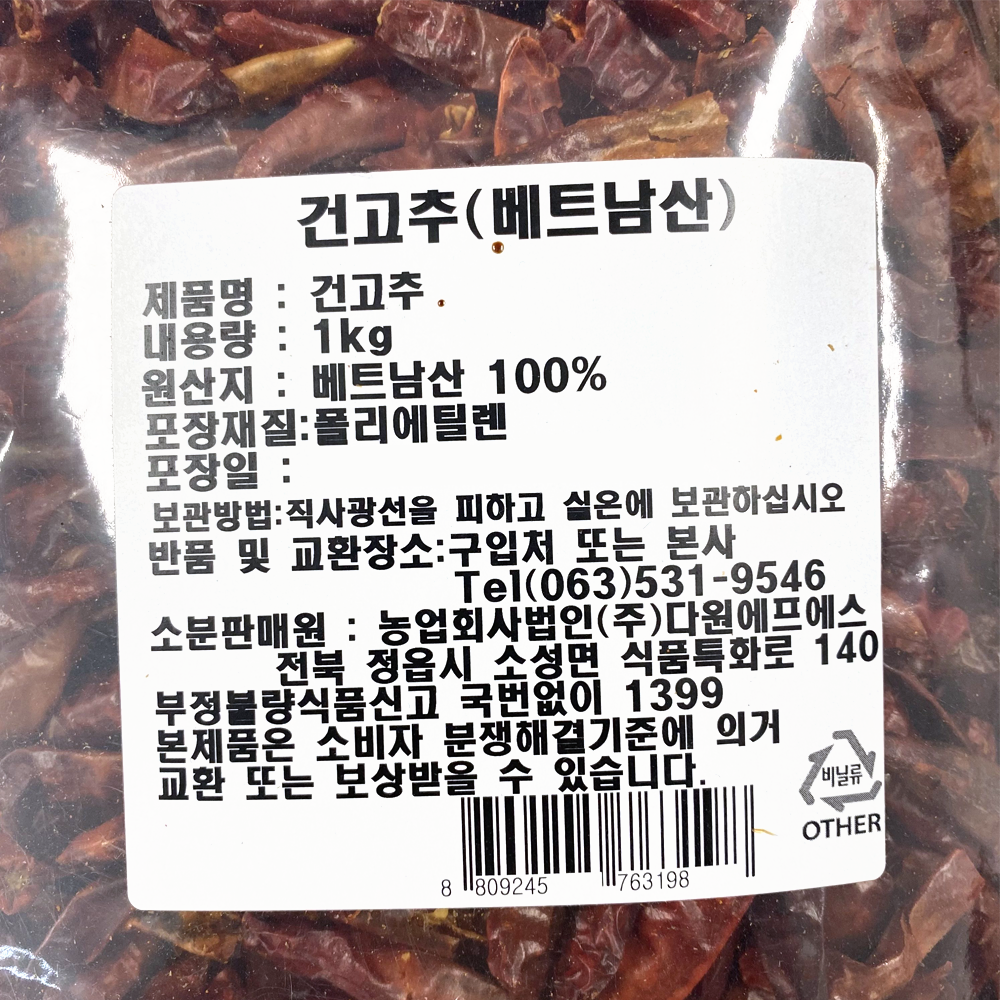 건고추(베트남산)
제품명 : 건고추
내용량 : 1kg
원산지 : 베트남산 100%
포장재질:폴리에틸렌
포장일 :
보관방법:직사광선을 피하고 실온에 보관하십시오
반품 및 교환장소:구입처 또는 본사
Tel(063)531-9546
소분판매원 : 농업회사법인(주)다원에프에스
전북 정읍시 소성면 식품특화로 140
부정불량식품신고 국번없이 1399
본제품은 소비자 분쟁해결기준에 의거
교환 또는 보상받을 수 있습니다.
비닐류
OTHER
8 809245 763198